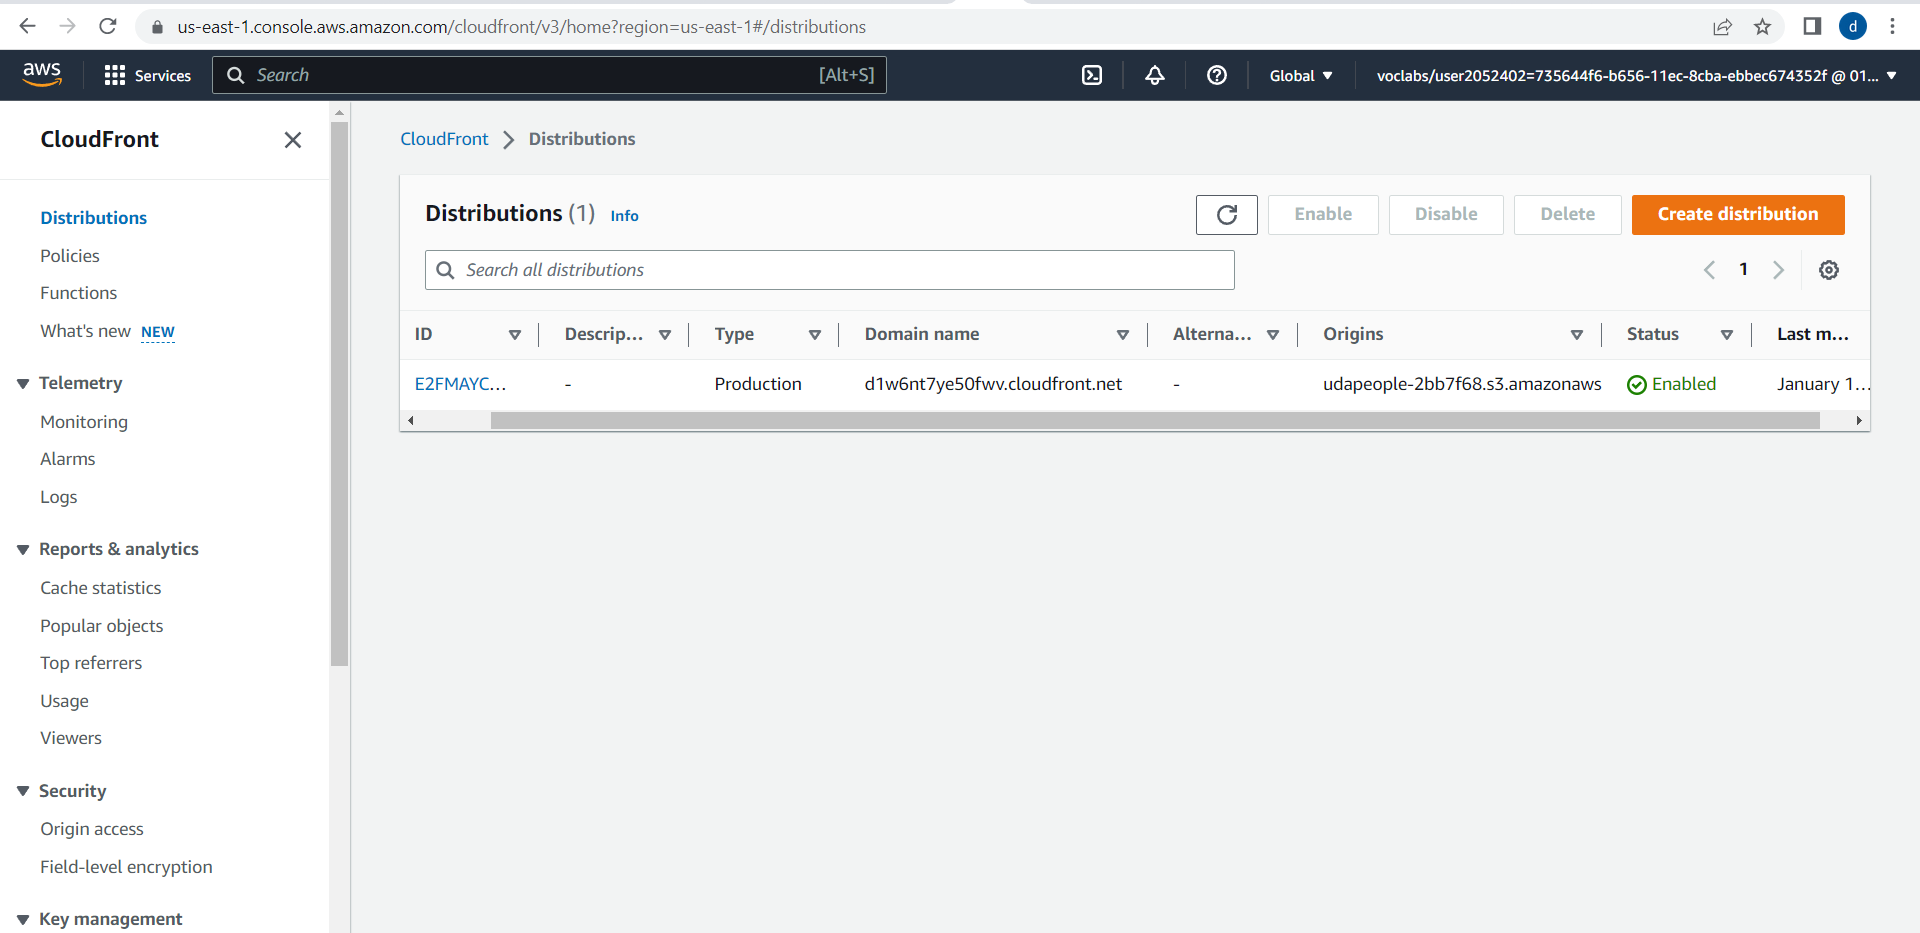 us-east-1.console.aws.amazon.com/cloudfront/v3/home?region=us-east-1#/distributions
d
aws
Services
Search
[Alt+S]
Global
voclabs/user2052402=735644f6-b656-11ec-8cba-ebbec674352f @ 01...
CloudFront
Distributions
Policies
Functions
What's new NEW
Telemetry
Monitoring
Alarms
Logs
Reports & analytics
Cache statistics
Popular objects
Top referrers
Usage
Viewers
Security
Origin access
Field-level encryption
Key management
CloudFront > Distributions
Distributions (1) Info
Enable
Disable
Delete
Create distribution
Search all distributions
1
ID Descrip... Type Domain name Alterna... Origins Status Last m...
E2FMAYC... - Production d1w6nt7ye50fwv.cloudfront.net - udapeople-2bb7f68.s3.amazonaws Enabled January 1...